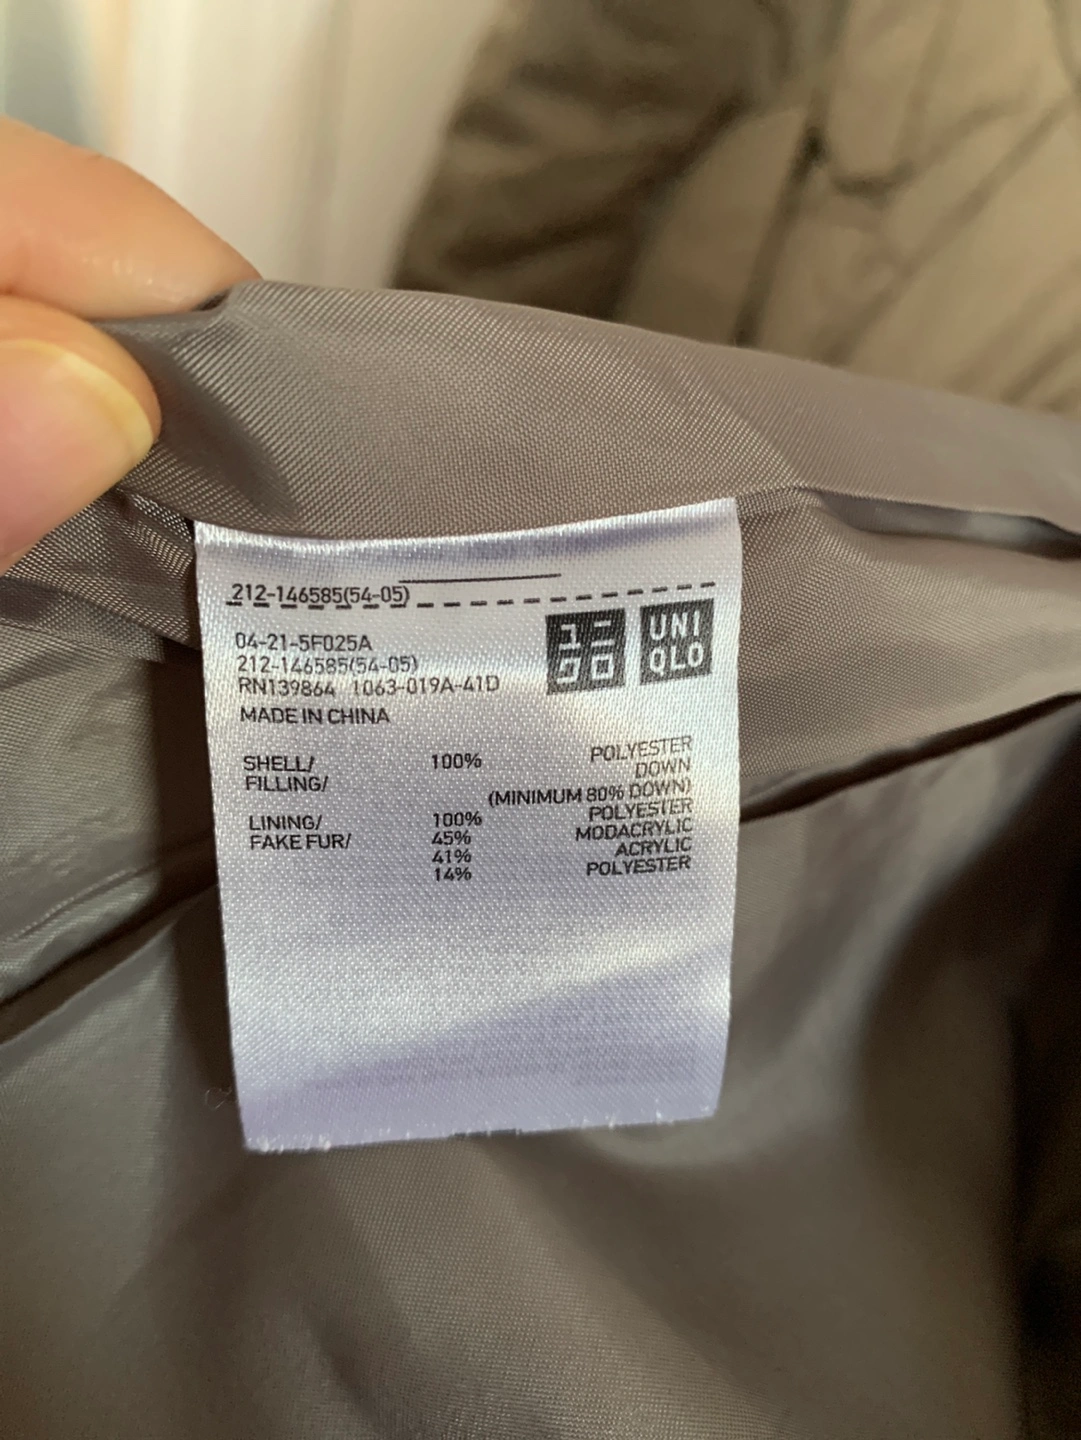 212-146585(54-05)
04-21-5F025A
212-146585(54-05)
RN139864 1063-019A-41D
MADE IN CHINA
ユニ
クロ
UNI
QLO
SHELL/ 100% POLYESTER
FILLING/ DOWN
(MINIMUM 80% DOWN)
LINING/ 100% POLYESTER
FAKE FUR/ 45% MODACRYLIC
41% ACRYLIC
14% POLYESTER